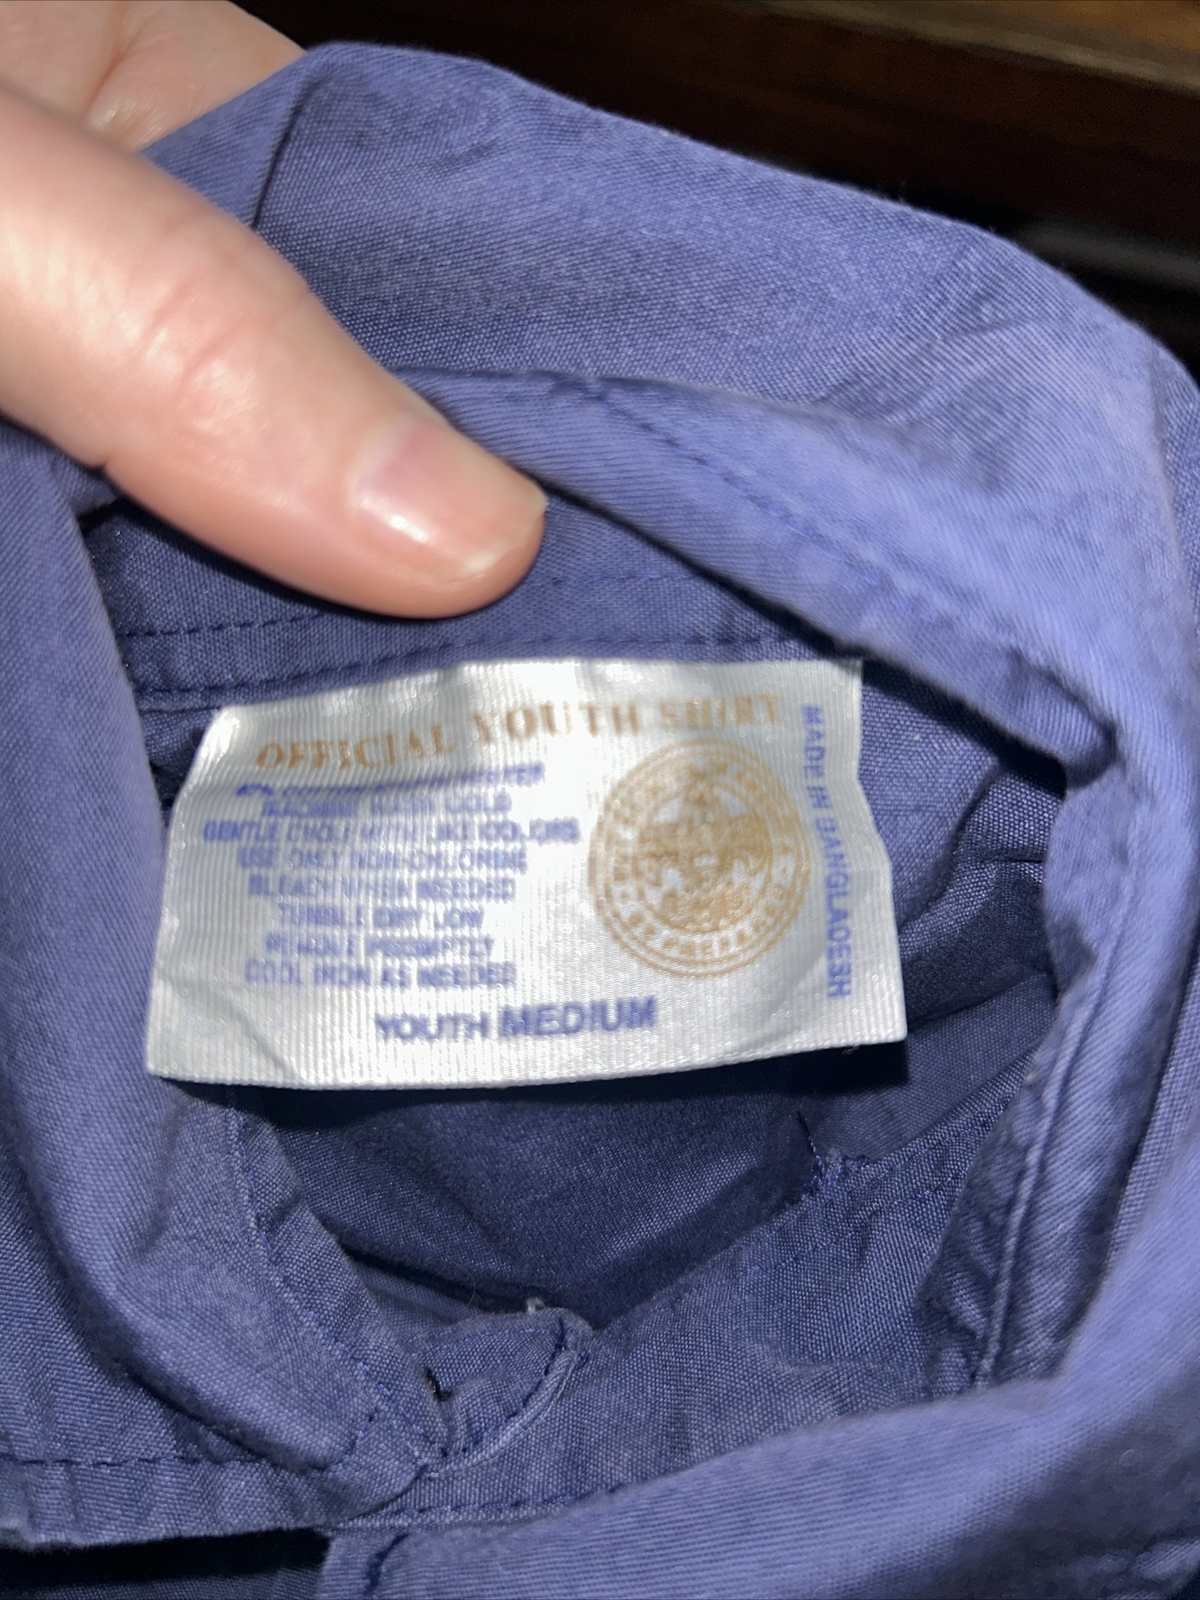 OFFICIAL YOUTH SHIRT
MACHINE WASH COLD
GENTLE CYCLE WITH LIKE COLORS
USE ONLY NON-CHLORINE
BLEACH WHEN NEEDED
TUMBLE DRY LOW
REMOVE PROMPTLY
COOL IRON AS NEEDED
YOUTH MEDIUM
MADE IN BANGLADESH